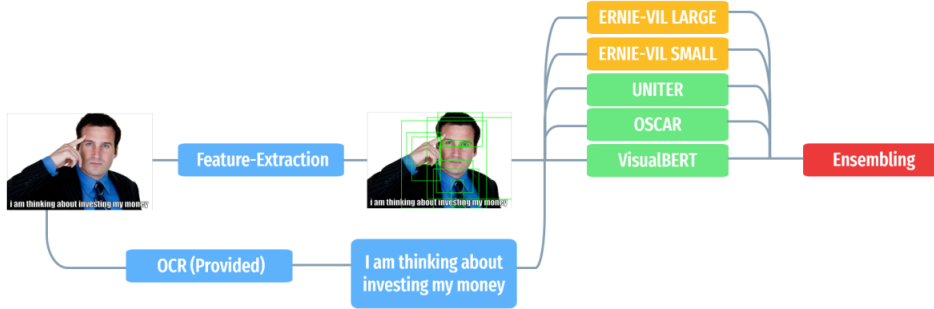 ERNIE-VIL LARGE
ERNIE-VIL SMALL
UNITER
OSCAR
VisualBERT
Feature-Extraction
Ensembling
i am thinking about investing my money
i am thinking about investing my money
OCR (Provided)
I am thinking about
investing my money